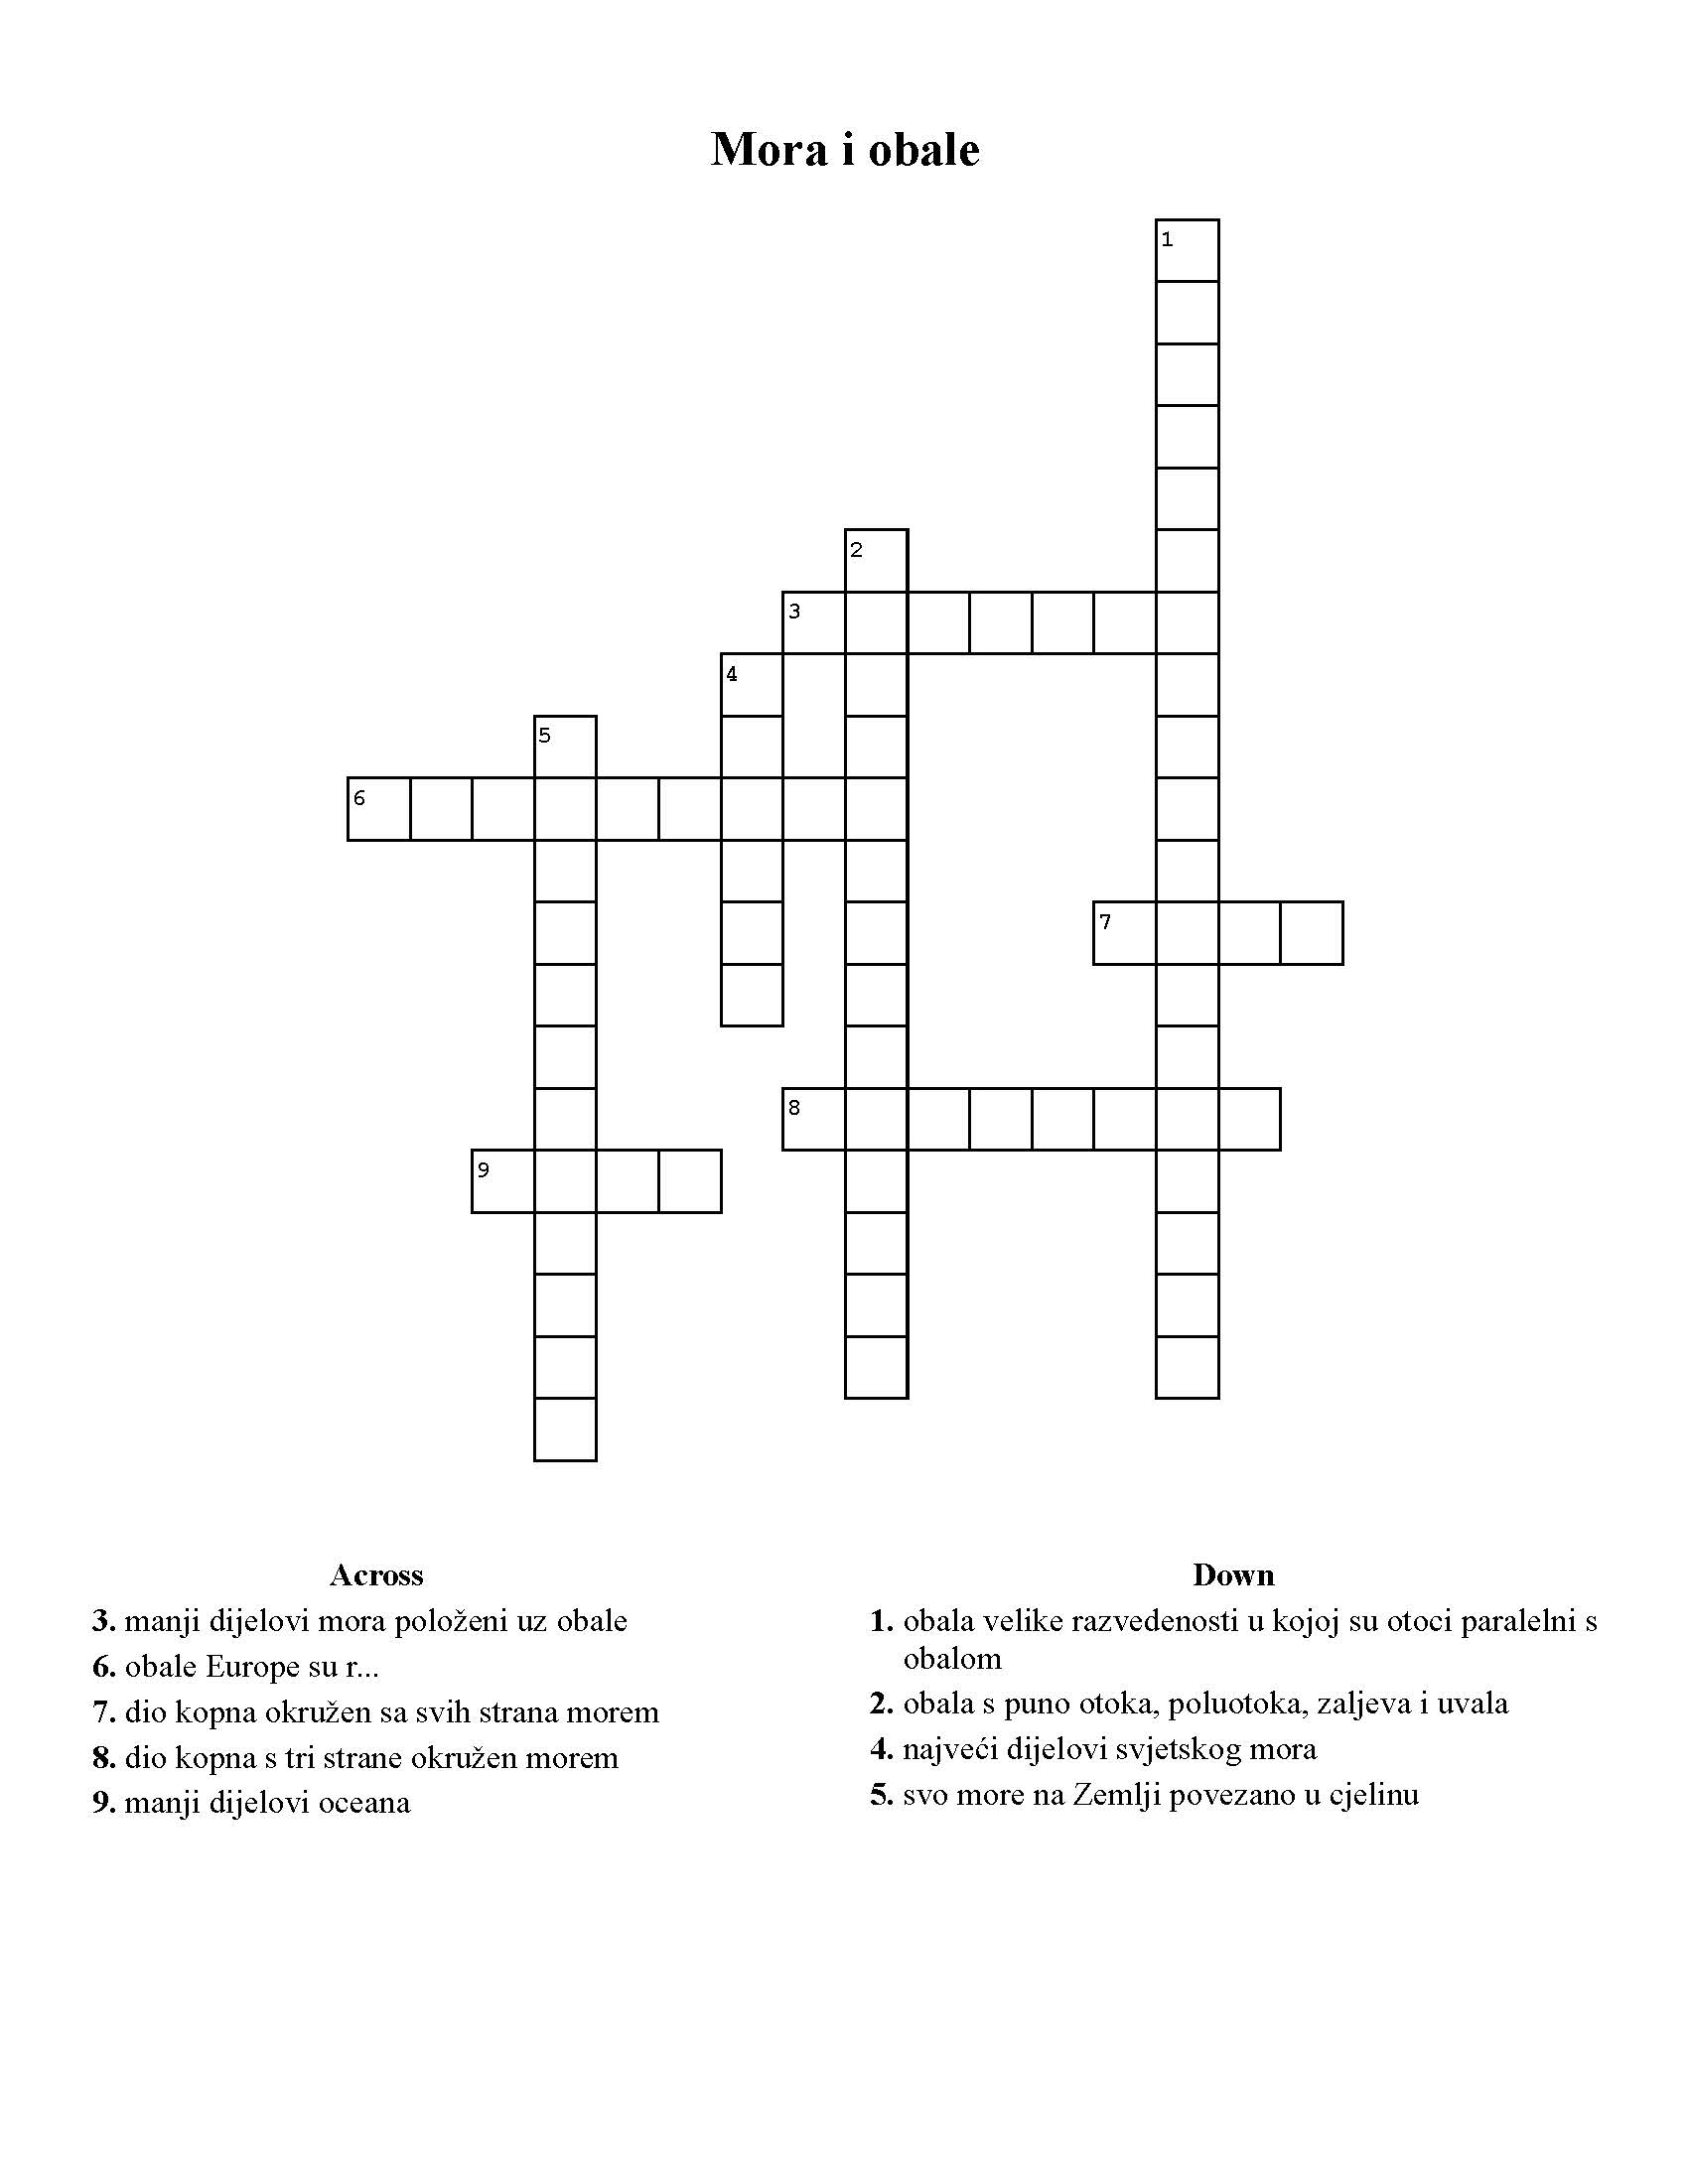 Mora i obale
1
2
3
4
5
6
7
8
9
Across
3. manji dijelovi mora položeni uz obale
6. obale Europe su r...
7. dio kopna okružen sa svih strana morem
8. dio kopna s tri strane okružen morem
9. manji dijelovi oceana
Down
1. obala velike razvedenosti u kojoj su otoci paralelni s
obalom
2. obala s puno otoka, poluotoka, zaljeva i uvala
4. najveći dijelovi svjetskog mora
5. svo more na Zemlji povezano u cjelinu